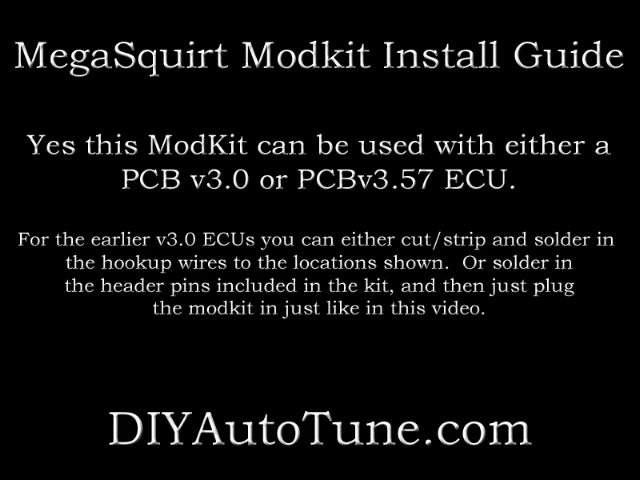 MegaSquirt Modkit Install Guide
Yes this ModKit can be used with either a
PCB v3.0 or PCBv3.57 ECU.
For the earlier v3.0 ECUs you can either cut/strip and solder in
the hookup wires to the locations shown.  Or solder in
the header pins included in the kit, and then just plug
the modkit in just like in this video.
DIYAutoTune.com